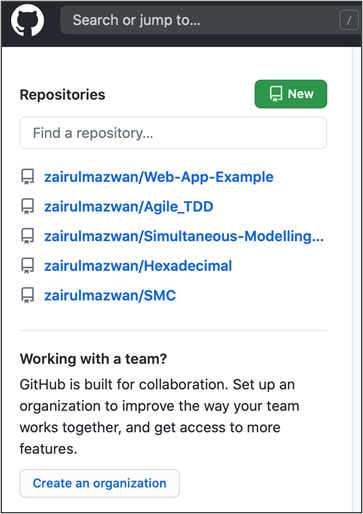 Search or jump to...
/
Repositories
New
Find a repository...
zairulmazwan/Web-App-Example
zairulmazwan/Agile_TDD
zairulmazwan/Simultaneous-Modelling...
zairulmazwan/Hexadecimal
zairulmazwan/SMC
Working with a team?
GitHub is built for collaboration. Set up an
organization to improve the way your team
works together, and get access to more
features.
Create an organization